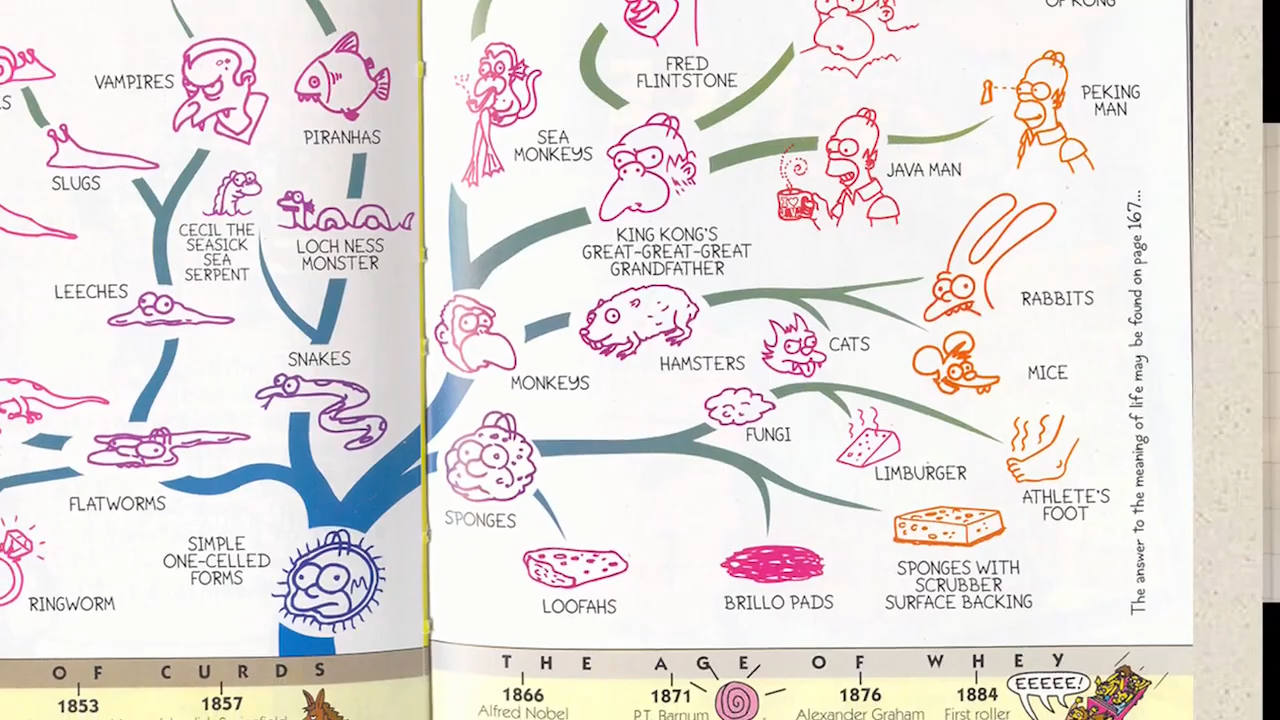 OF KONG
VAMPIRES
PIRANHAS
SLUGS
CECIL THE
SEASICK
SEA
SERPENT
LOCH NESS
MONSTER
LEECHES
SNAKES
FLATWORMS
SIMPLE
ONE-CELLED
FORMS
RINGWORM
FRED
FLINTSTONE
SEA
MONKEYS
PEKING
MAN
JAVA MAN
KING KONG'S
GREAT-GREAT-GREAT
GRANDFATHER
RABBITS
HAMSTERS
CATS
MICE
MONKEYS
FUNGI
LIMBURGER
ATHLETE'S
FOOT
SPONGES
LOOFAHS
BRILLO PADS
SPONGES WITH
SCRUBBER
SURFACE BACKING
The answer to the meaning of life may be found on page 167...
OF CURDS
THE AGE OF WHEY
1853
1857
1866
Alfred Nobel
1871
P.T. Barnum
1876
Alexander Graham
1884
First roller
EEEEE!